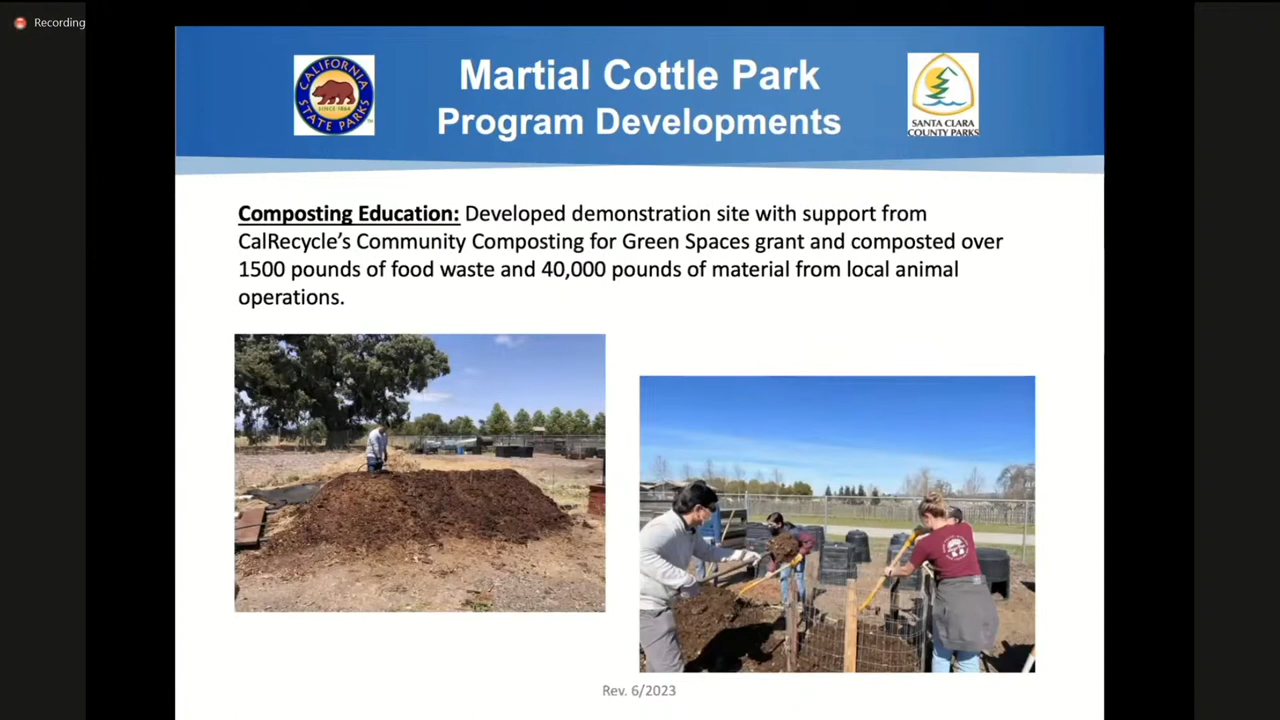 Recording
Martial Cottle Park
Program Developments
CALIFORNIA
SINCE 1864
STATE PARKS
SANTA CLARA
COUNTY PARKS
Composting Education: Developed demonstration site with support from
CalRecycle's Community Composting for Green Spaces grant and composted over
1500 pounds of food waste and 40,000 pounds of material from local animal
operations.
Rev. 6/2023